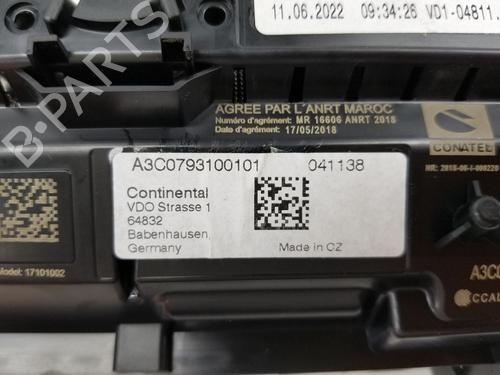 11.06.2022 09:34:26 VD1-04811.
AGREE PAR L'ANRT MAROC
Numéro d'agrément: MR 16606 ANRT 2018
Date d'agrément: 17/05/2018
CONATEL
A3C0793100101 041138
Continental
VDO Strasse 1
64832
Babenhausen,
Germany
Made in CZ
Model: 17101002
A3C0
CCAL
B-PARTS